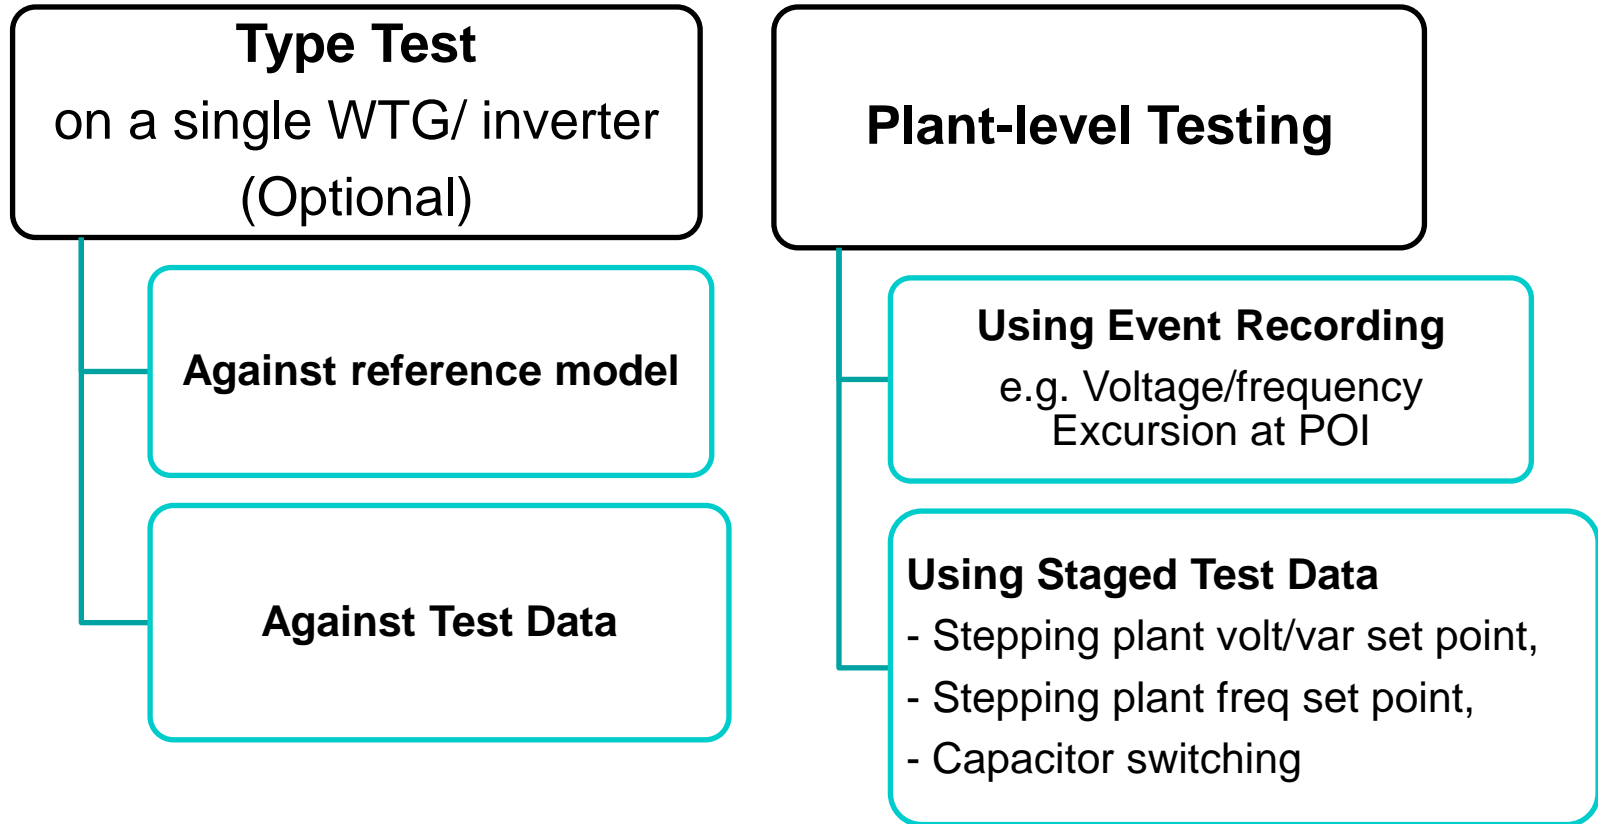 Type Test
on a single WTG/ inverter
(Optional)
Against reference model
Against Test Data
Plant-level Testing
Using Event Recording
e.g. Voltage/frequency
Excursion at POI
Using Staged Test Data
- Stepping plant volt/var set point,
- Stepping plant freq set point,
- Capacitor switching